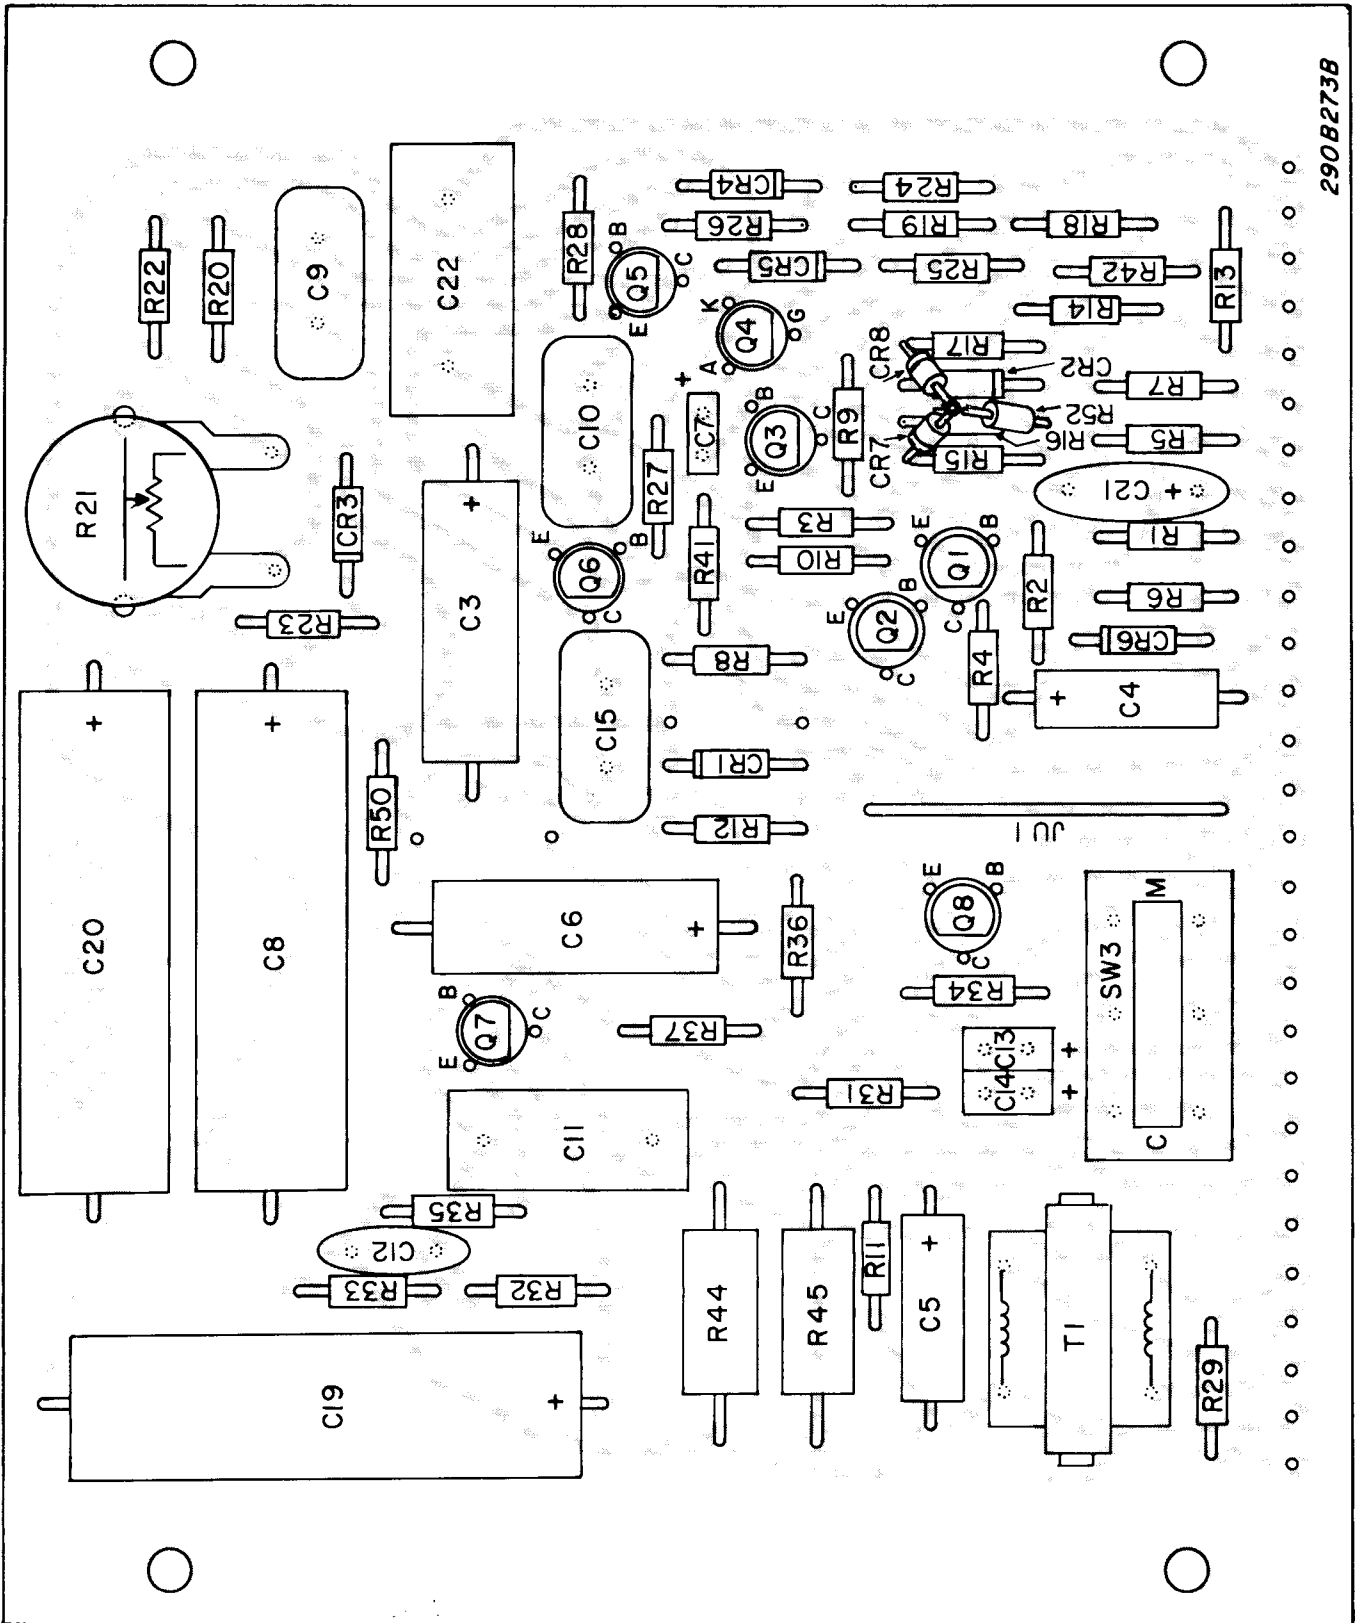 290B273B
R22
R20
C9
C22
R28
B
Q5
C
E
CR4
R26
CR5
R24
R19
R25
R18
R42
R14
R13
K
Q4
G
A
CR8
R17
CR2
R7
R52
R16
R5
CR7
R15
C21
+
R21
CR3
R23
C10
+
C7
R27
B
Q3
C
E
R9
R3
R10
R41
C3
+
E
Q6
B
C
E
Q1
B
C
E
B
Q2
C
R2
R1
R6
CR6
R4
+
C4
R8
C15
CR1
R12
JU1
C20
+
C8
+
R50
C6
+
R36
E
Q8
B
C
R34
SW3
M
C
C13
+
C14
+
B
Q7
C
E
R37
R31
C11
R35
C12
R33
R32
C19
+
R44
R45
R11
C5
+
T1
R29